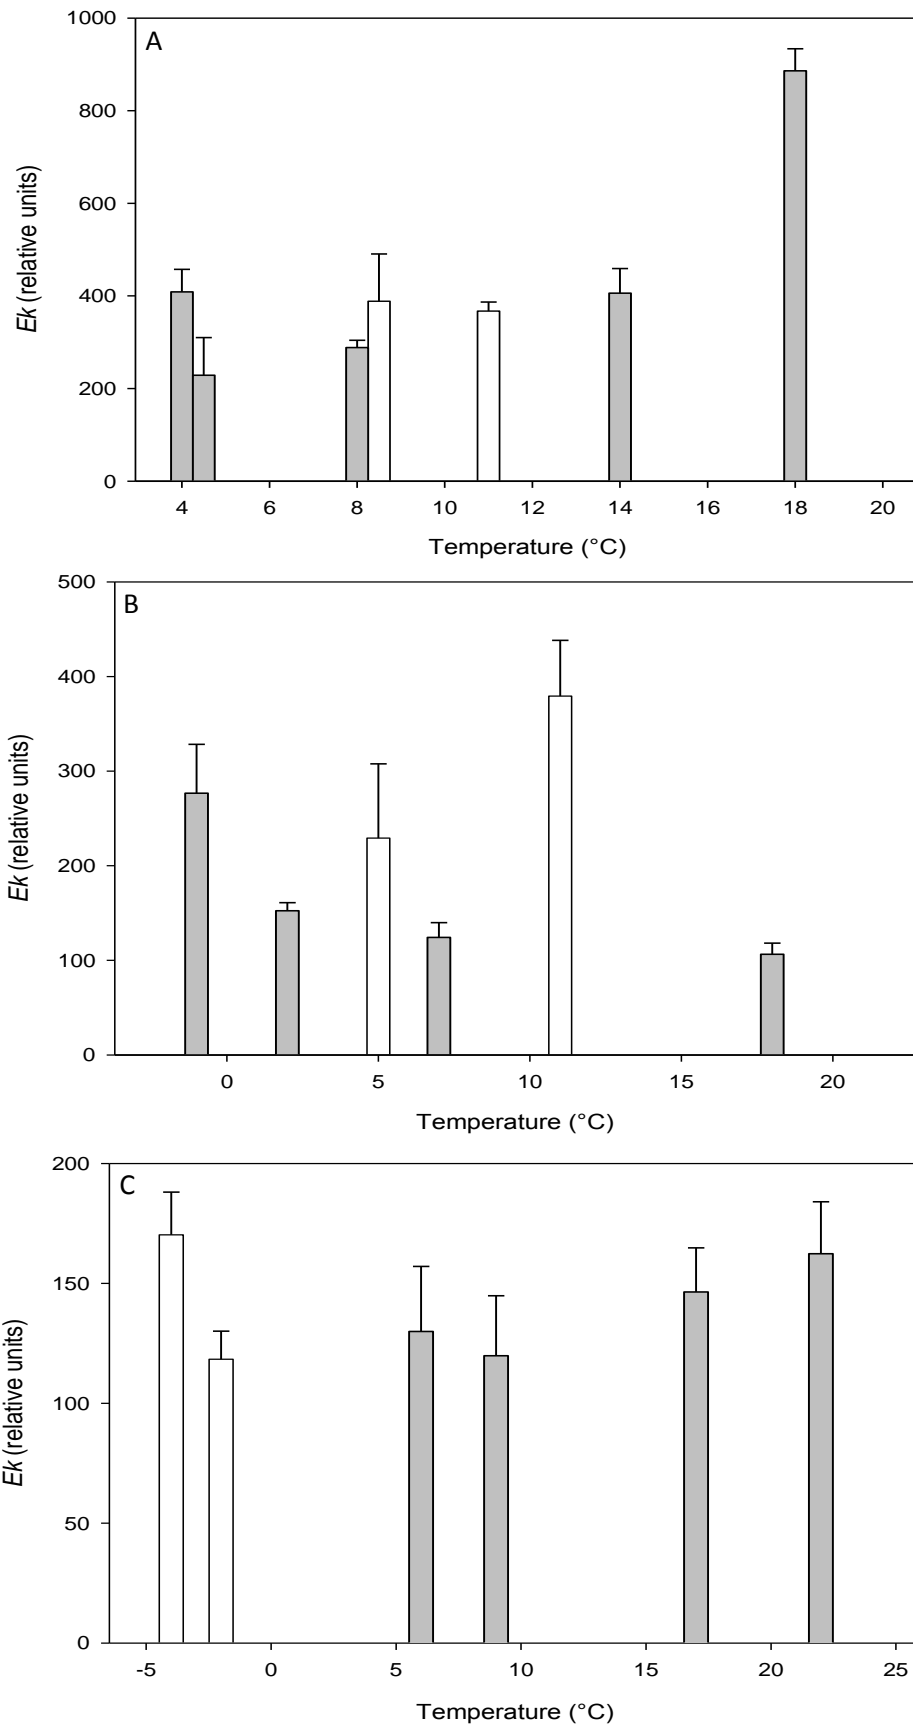 A
1000
800
600
400
200
0
Ek (relative units)
4 6 8 10 12 14 16 18 20
Temperature (°C)
B
500
400
300
200
100
0
Ek (relative units)
0 5 10 15 20
Temperature (°C)
C
200
150
100
50
0
Ek (relative units)
-5 0 5 10 15 20 25
Temperature (°C)